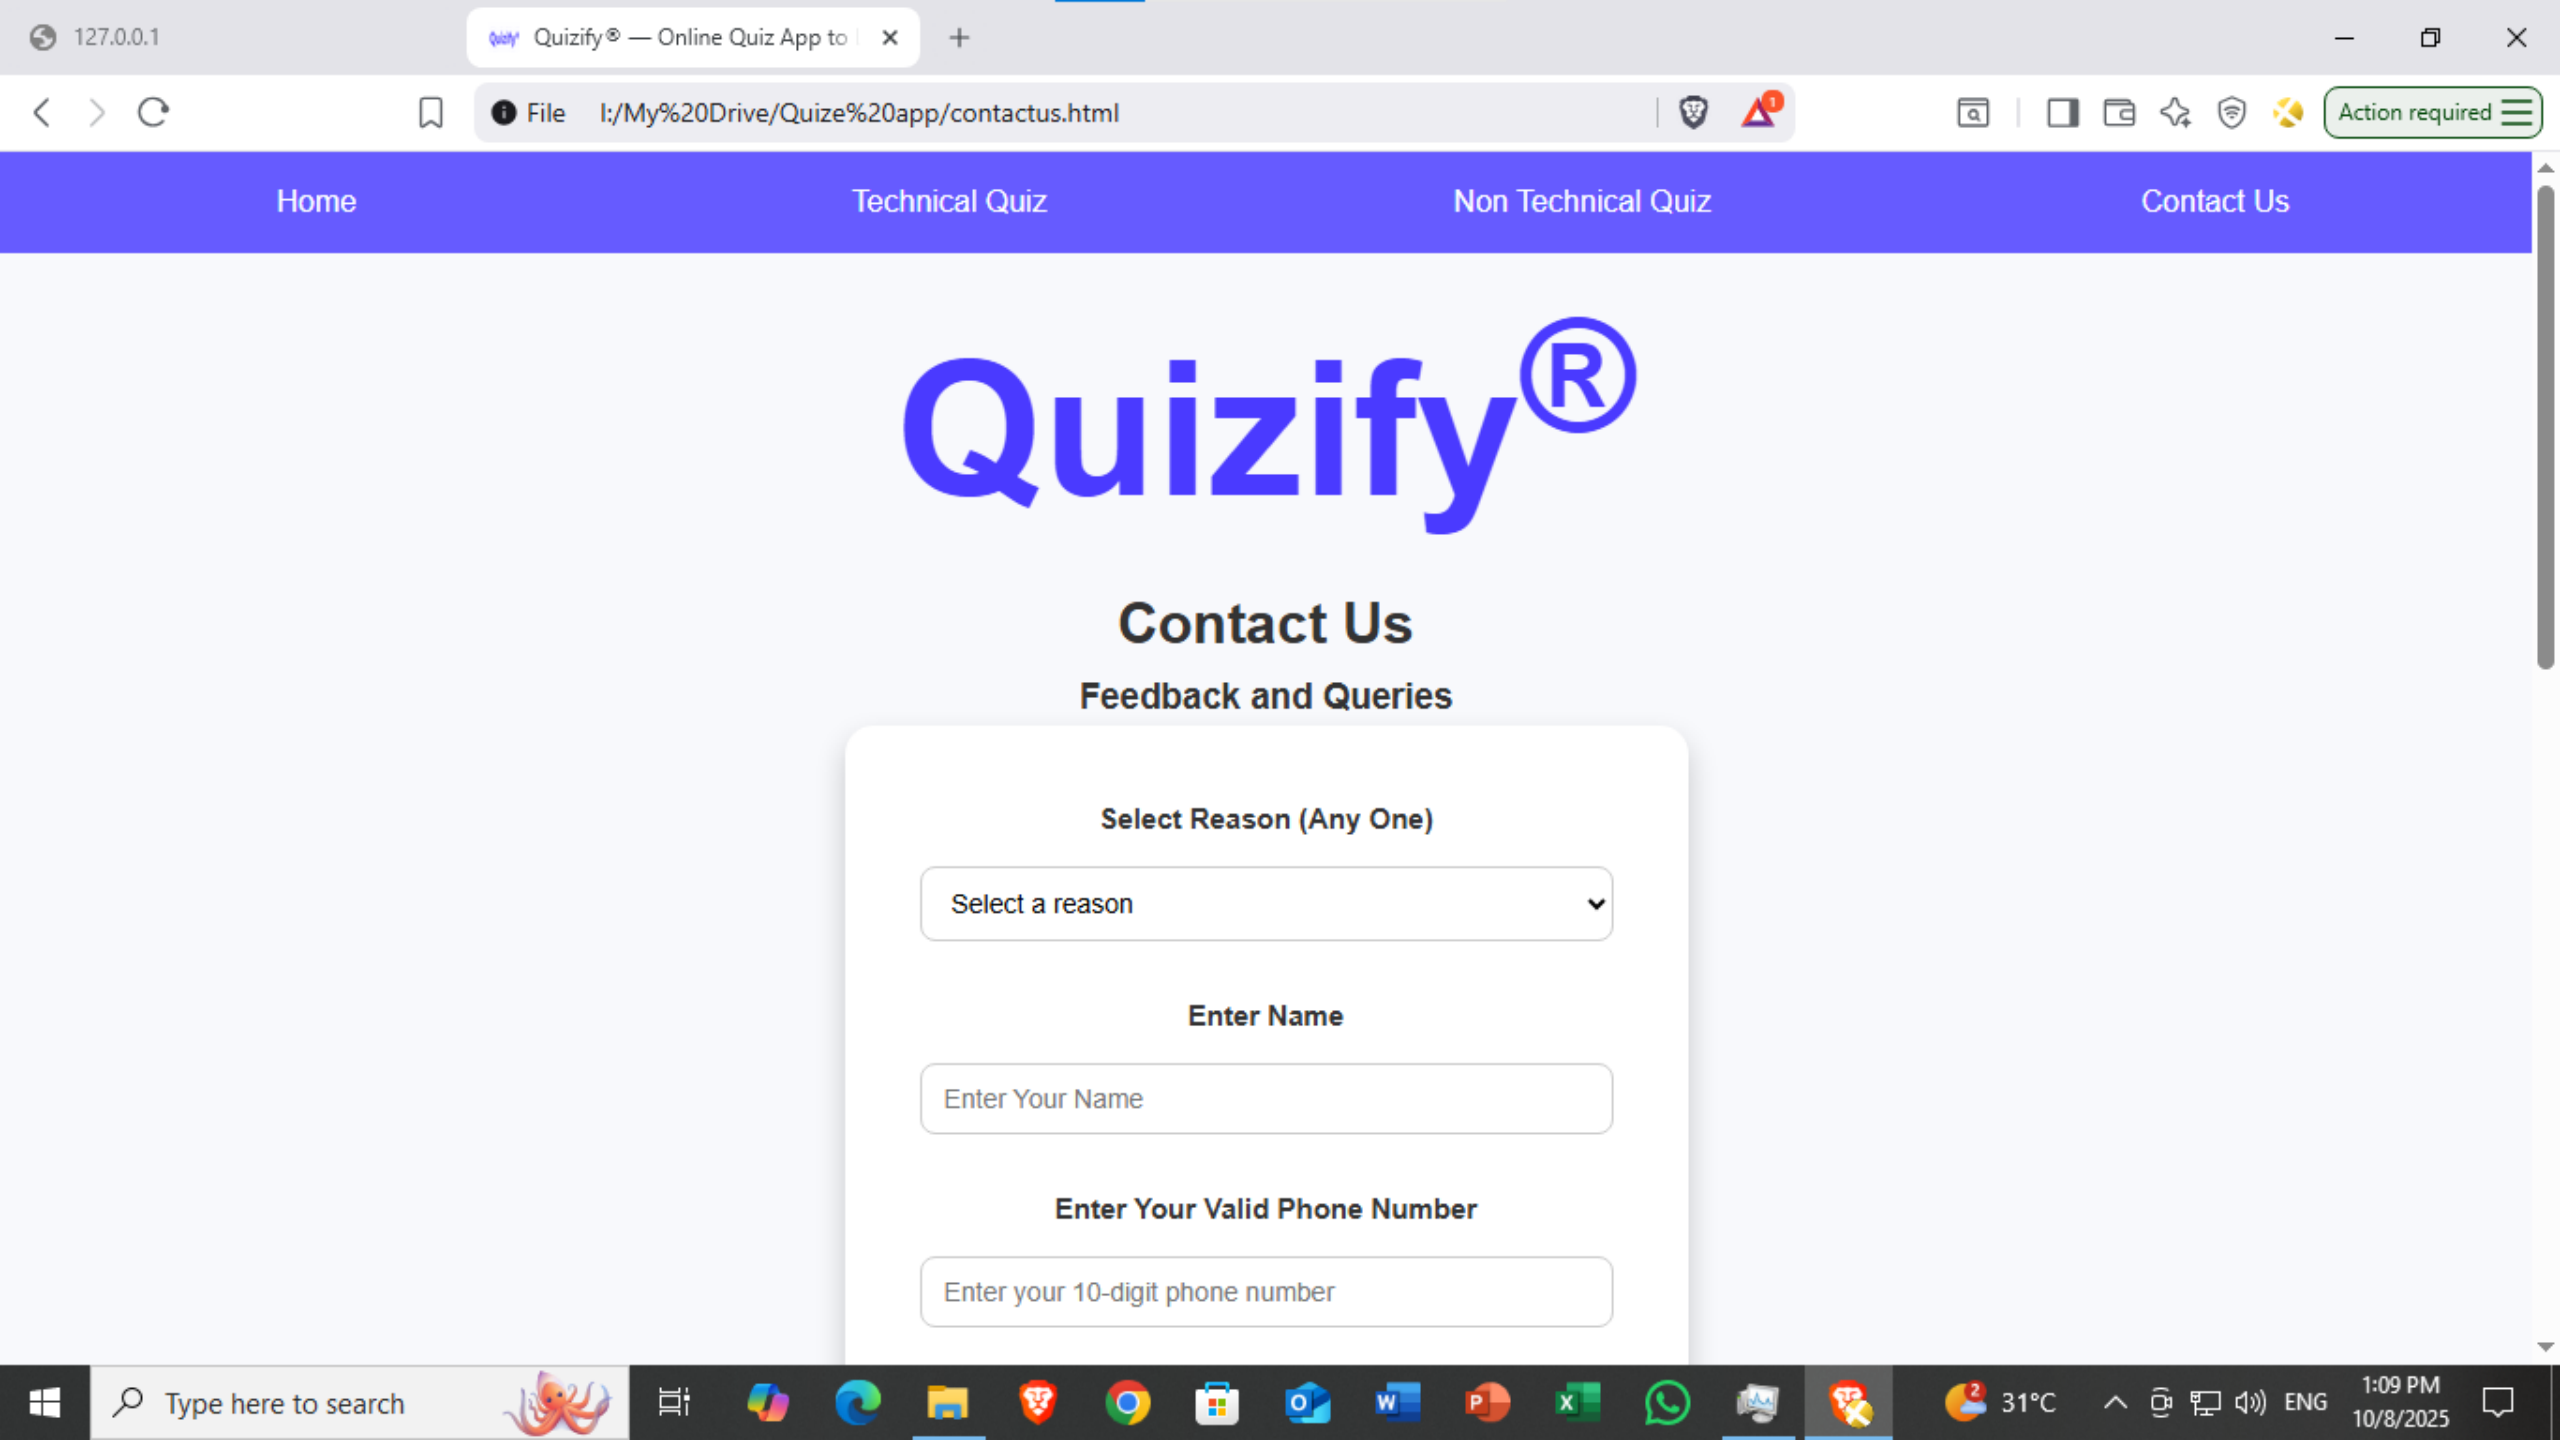 127.0.0.1
Quizify® — Online Quiz App to
File I:/My%20Drive/Quize%20app/contactus.html
1
Action required
Home Technical Quiz Non Technical Quiz Contact Us
Quizify®
Contact Us
Feedback and Queries
Select Reason (Any One)
Select a reason
Enter Name
Enter Your Name
Enter Your Valid Phone Number
Enter your 10-digit phone number
Type here to search
2
31°C
ENG
1:09 PM
10/8/2025